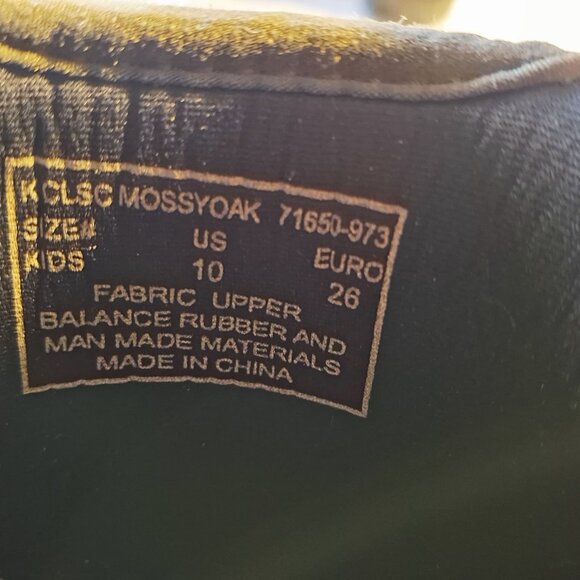 K CLSC MOSSYOAK 71650-973
SIZE# US EURO
KIDS 10 26
FABRIC UPPER
BALANCE RUBBER AND
MAN MADE MATERIALS
MADE IN CHINA